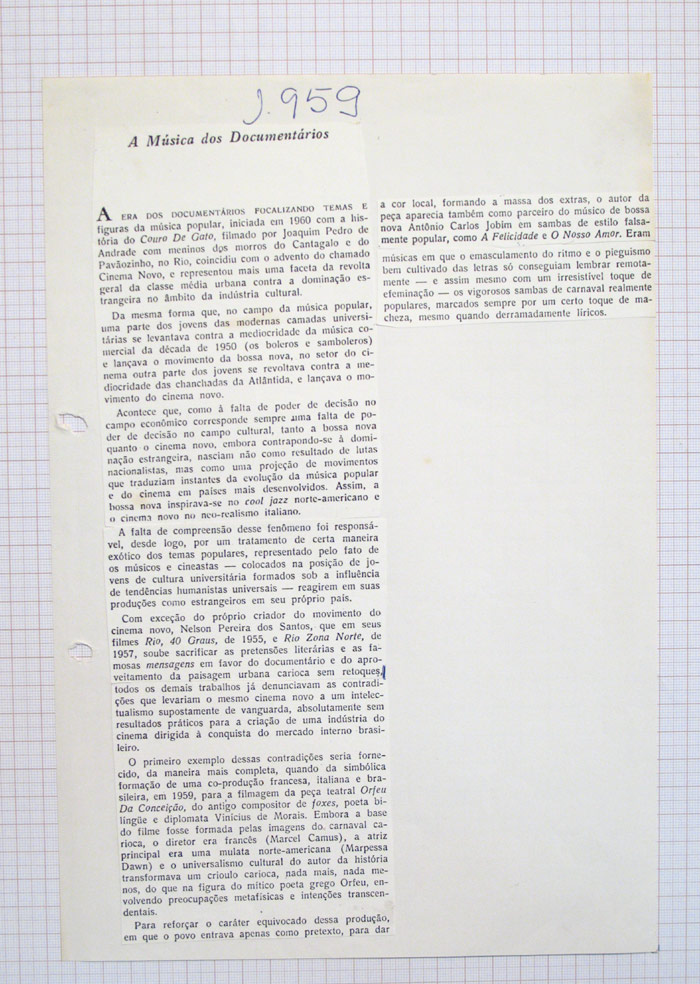 J.959
A Música dos Documentários
A ERA DOS DOCUMENTÁRIOS FOCALIZANDO TEMAS E
figuras da música popular, iniciada em 1960 com a his-
tória do Couro De Gato, filmado por Joaquim Pedro de
Andrade com meninos dos morros do Cantagalo e do
Pavãozinho, no Rio, coincidiu com o advento do chamado
Cinema Novo, e representou mais uma faceta da revolta
geral da classe média urbana contra a dominação es-
trangeira no âmbito da indústria cultural.
Da mesma forma que, no campo da música popular,
uma parte dos jovens das modernas camadas universi-
tárias se levantava contra a mediocridade da música co-
mercial da década de 1950 (os boleros e samboleros)
e lançava o movimento da bossa nova, no setor do ci-
nema outra parte dos jovens se revoltava contra a me-
diocridade das chanchadas da Atlântida, e lançava o mo-
vimento do cinema novo.
Acontece que, como à falta de poder de decisão no
campo econômico corresponde sempre uma falta de po-
der de decisão no campo cultural, tanto a bossa nova
quanto o cinema novo, embora contrapondo-se à domi-
nação estrangeira, nasciam não como resultado de lutas
nacionalistas, mas como uma projeção de movimentos
que traduziam instantes da evolução da música popular
e do cinema em países mais desenvolvidos. Assim, a
bossa nova inspirava-se no cool jazz norte-americano e
o cinema novo no neo-realismo italiano.
A falta de compreensão desse fenômeno foi responsá-
vel, desde logo, por um tratamento de certa maneira
exótico dos temas populares, representado pelo fato de
os músicos e cineastas — colocados na posição de jo-
vens de cultura universitária formados sob a influência
de tendências humanistas universais — reagirem em suas
produções como estrangeiros em seu próprio país.
Com exceção do próprio criador do movimento do
cinema novo, Nelson Pereira dos Santos, que em seus
filmes Rio, 40 Graus, de 1955, e Rio Zona Norte, de
1957, soube sacrificar as pretensões literárias e as fa-
mosas mensagens em favor do documentário e do apro-
veitamento da paisagem urbana carioca sem retoques,
todos os demais trabalhos já denunciavam as contradi-
ções que levariam o mesmo cinema novo a um intelec-
tualismo supostamente de vanguarda, absolutamente sem
resultados práticos para a criação de uma indústria do
cinema dirigida à conquista do mercado interno brasi-
leiro.
O primeiro exemplo dessas contradições seria forne-
cido, da maneira mais completa, quando da simbólica
formação de uma co-produção francesa, italiana e bra-
sileira, em 1959, para a filmagem da peça teatral Orfeu
Da Conceição, do antigo compositor de foxes, poeta bi-
língüe e diplomata Vinicius de Morais. Embora a base
do filme fosse formada pelas imagens do carnaval ca-
rioca, o diretor era francês (Marcel Camus), a atriz
principal era uma mulata norte-americana (Marpessa
Dawn) e o universalismo cultural do autor da história
transformava um crioulo carioca, nada mais, nada me-
nos, do que na figura do mítico poeta grego Orfeu, en-
volvendo preocupações metafísicas e intenções transcen-
dentais.
Para reforçar o caráter equivocado dessa produção,
em que o povo entrava apenas como pretexto, para dar
a cor local, formando a massa dos extras, o autor da
peça aparecia também como parceiro do músico de bossa
nova Antônio Carlos Jobim em sambas de estilo falsa-
mente popular, como A Felicidade e O Nosso Amor. Eram
músicas em que o emasculamento do ritmo e o pieguismo
bem cultivado das letras só conseguiam lembrar remota-
mente — e assim mesmo com um irresistível toque de
efeminação — os vigorosos sambas de carnaval realmente
populares, marcados sempre por um certo toque de ma-
cheza, mesmo quando derramadamente líricos.